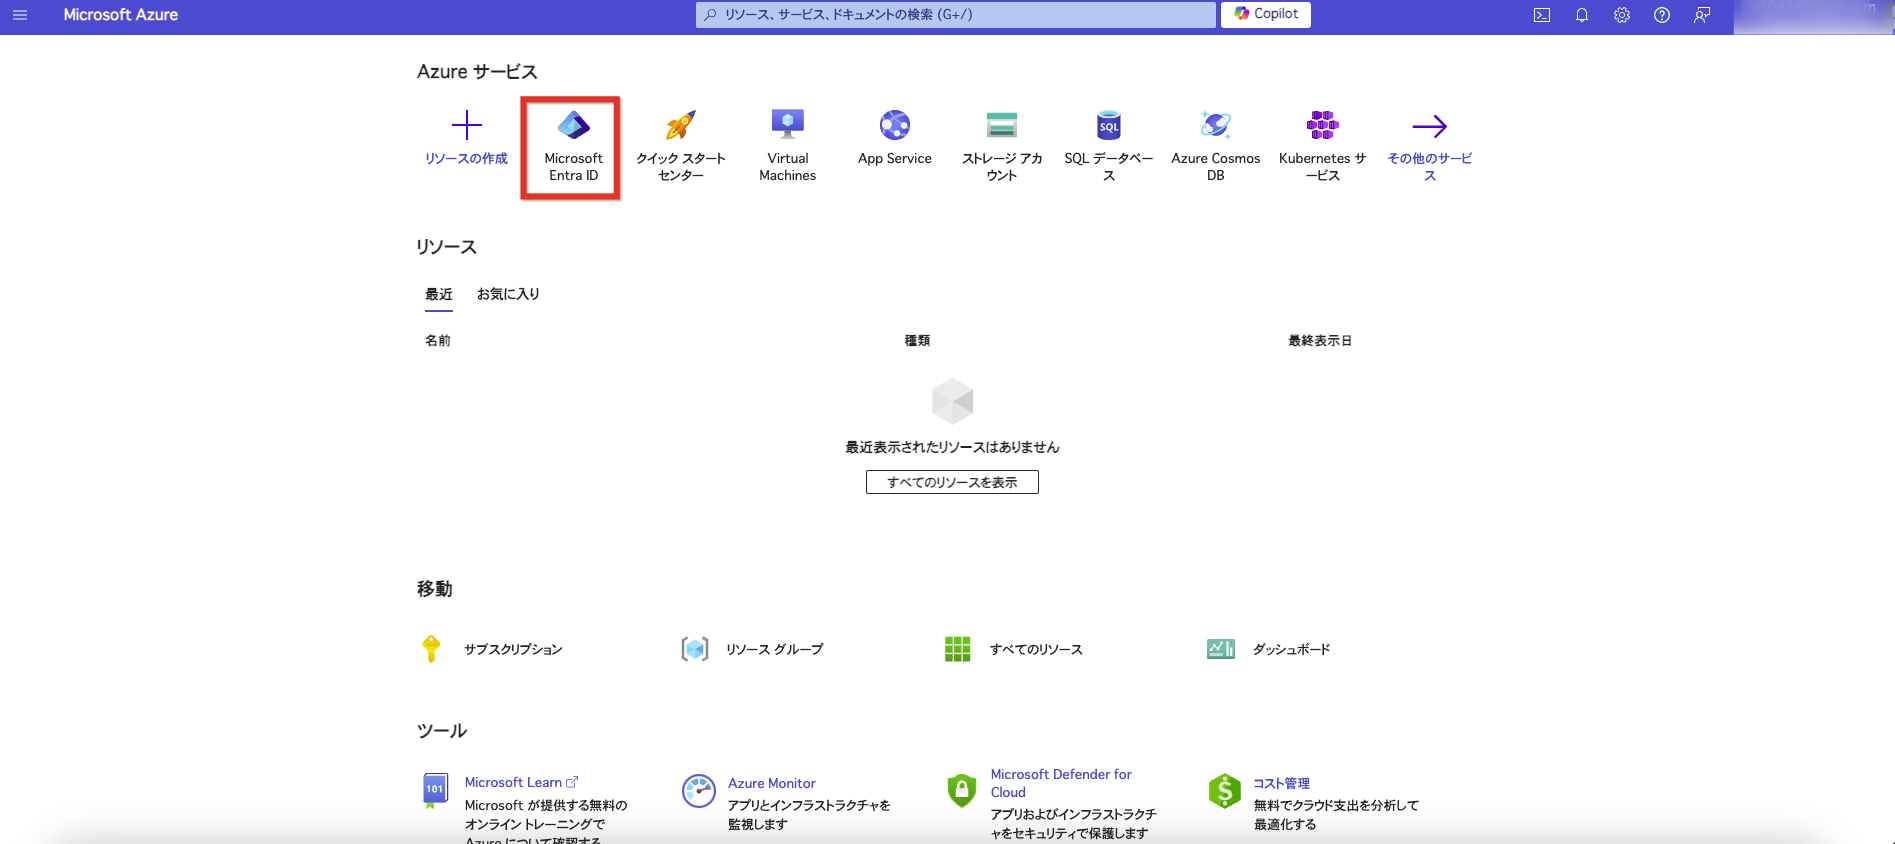 Microsoft Azure
リソース、サービス、ドキュメントの検索 (G+/)
Copilot
Azure サービス
リソースの作成
Microsoft
Entra ID
クイック スタート
センター
Virtual
Machines
App Service
ストレージ アカ
ウント
SQL
SQL データベー
ス
Azure Cosmos
DB
Kubernetes サ
ービス
その他のサービ
ス
リソース
最近
お気に入り
名前
種類
最終表示日
最近表示されたリソースはありません
すべてのリソースを表示
移動
サブスクリプション
リソース グループ
すべてのリソース
ダッシュボード
ツール
101
Microsoft Learn
Microsoft が提供する無料の
オンライン トレーニングで
Azure について確認する
Azure Monitor
アプリとインフラストラクチャを
監視します
Microsoft Defender for
Cloud
アプリおよびインフラストラクチ
ャをセキュリティで保護します
コスト管理
無料でクラウド支出を分析して
最適化する